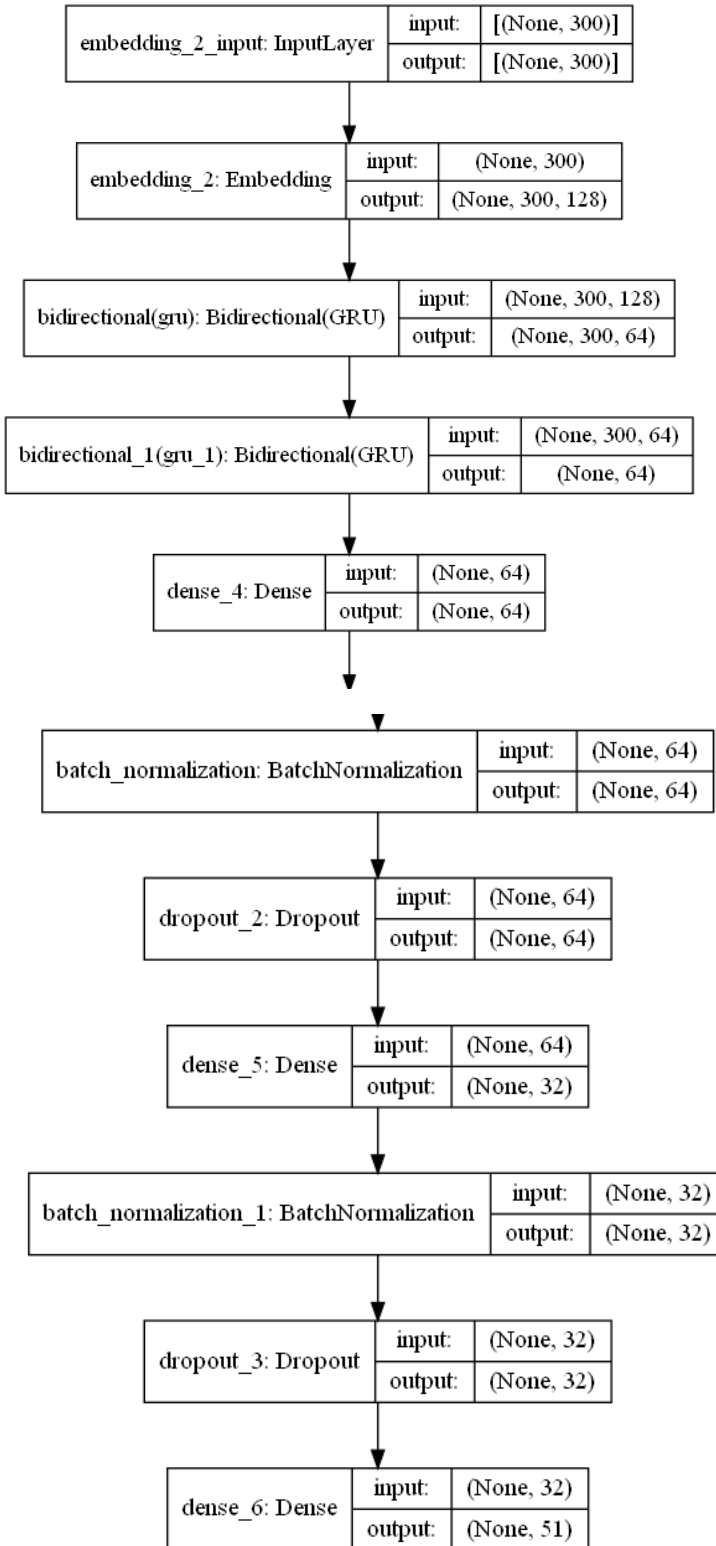 embedding_2_input: InputLayer
input: [(None, 300)]
output: [(None, 300)]
embedding_2: Embedding
input: (None, 300)
output: (None, 300, 128)
bidirectional(gru): Bidirectional(GRU)
input: (None, 300, 128)
output: (None, 300, 64)
bidirectional_1(gru_1): Bidirectional(GRU)
input: (None, 300, 64)
output: (None, 64)
dense_4: Dense
input: (None, 64)
output: (None, 64)
batch_normalization: BatchNormalization
input: (None, 64)
output: (None, 64)
dropout_2: Dropout
input: (None, 64)
output: (None, 64)
dense_5: Dense
input: (None, 64)
output: (None, 32)
batch_normalization_1: BatchNormalization
input: (None, 32)
output: (None, 32)
dropout_3: Dropout
input: (None, 32)
output: (None, 32)
dense_6: Dense
input: (None, 32)
output: (None, 51)